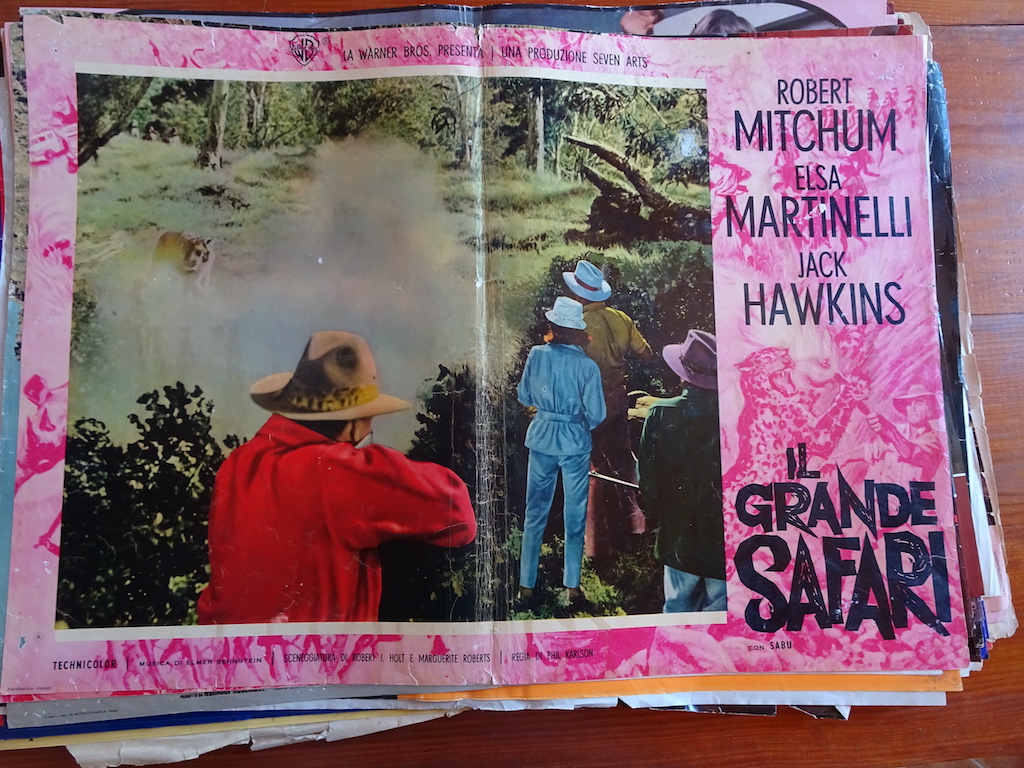 LA WARNER BROS. PRESENTA | UNA PRODUZIONE SEVEN ARTS
ROBERT
MITCHUM
ELSA
MARTINELLI
JACK
HAWKINS
IL
GRANDE
SAFARI
CON SABU
TECHNICOLOR | MUSICA DI ELMER BERNSTEIN | SCENEGGIATURA DI ROBERT I. HOLT E MARGUERITE ROBERTS | REGIA DI PHIL KARLSON